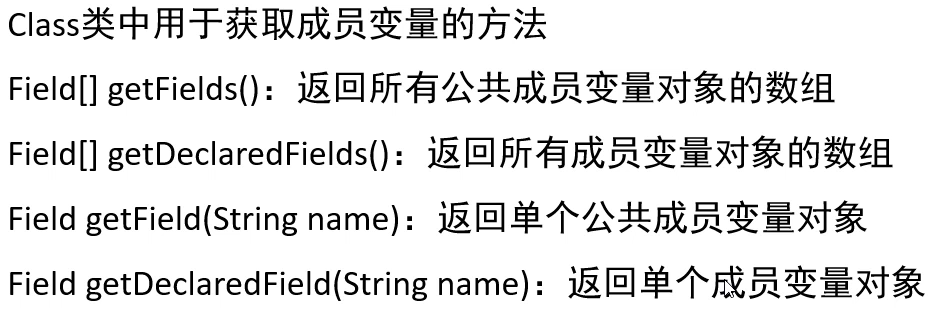 Class类中用于获取成员变量的方法
Field[] getFields()：返回所有公共成员变量对象的数组
Field[] getDeclaredFields()：返回所有成员变量对象的数组
Field getField(String name)：返回单个公共成员变量对象
Field getDeclaredField(String name)：返回单个成员变量对象